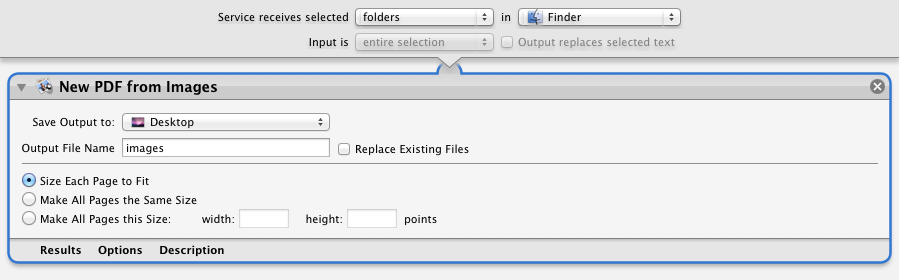 Service receives selected folders in Finder
Input is entire selection Output replaces selected text
New PDF from Images
Save Output to: Desktop
Output File Name images Replace Existing Files
Size Each Page to Fit
Make All Pages the Same Size
Make All Pages this Size: width: height: points
Results Options Description